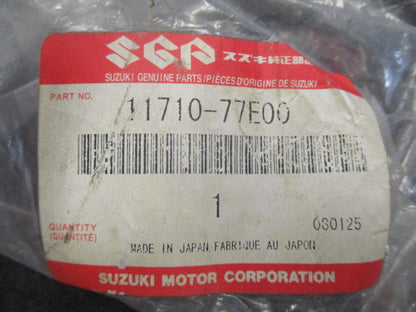 SGP スズキ純正部品
SUZUKI GENUINE PARTS/PIÈCES D'ORIGINE DE SUZUKI
PART NO. 11710-77E00
1
QUANTITY
(QUANTITÉ)
080125
MADE IN JAPAN/FABRIQUE AU JAPON
SUZUKI MOTOR CORPORATION